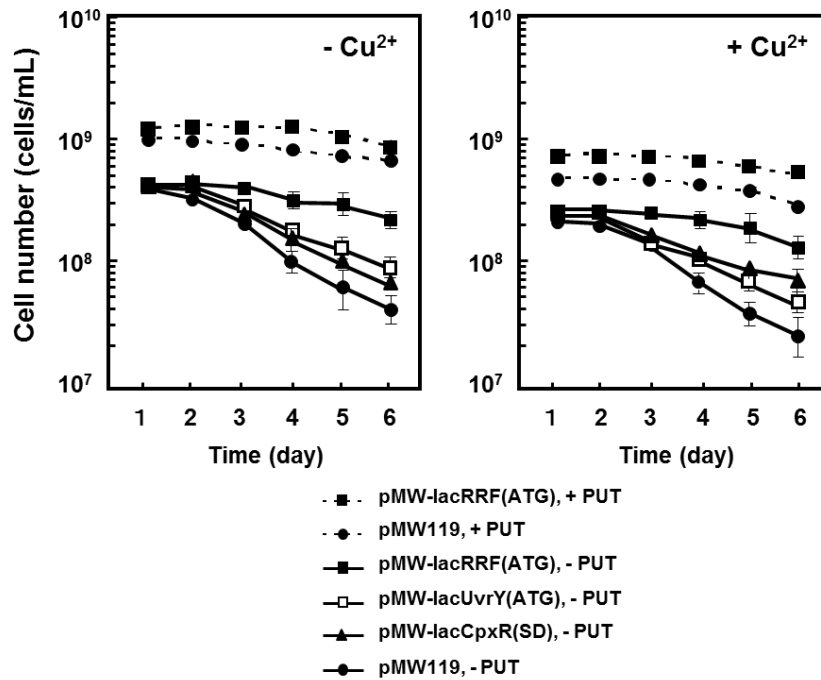 - Cu²⁺
+ Cu²⁺
Cell number (cells/mL)
10¹⁰
10⁹
10⁸
10⁷
1 2 3 4 5 6
Time (day)
10¹⁰
10⁹
10⁸
10⁷
1 2 3 4 5 6
Time (day)
pMW-lacRRF(ATG), + PUT
pMW119, + PUT
pMW-lacRRF(ATG), - PUT
pMW-lacUvrY(ATG), - PUT
pMW-lacCpxR(SD), - PUT
pMW119, - PUT